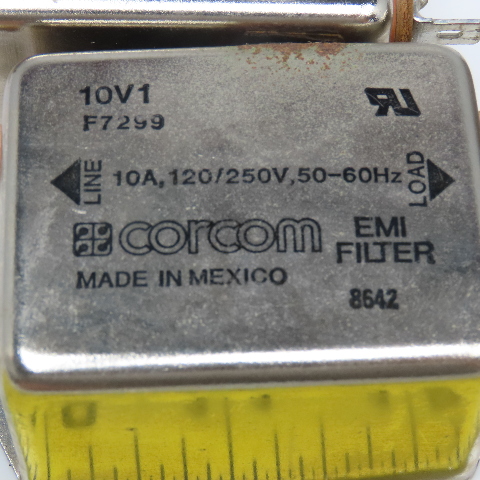 10V1
F7299
LINE 10A,120/250V,50-60Hz LOAD
corcom EMI
FILTER
MADE IN MEXICO
8642